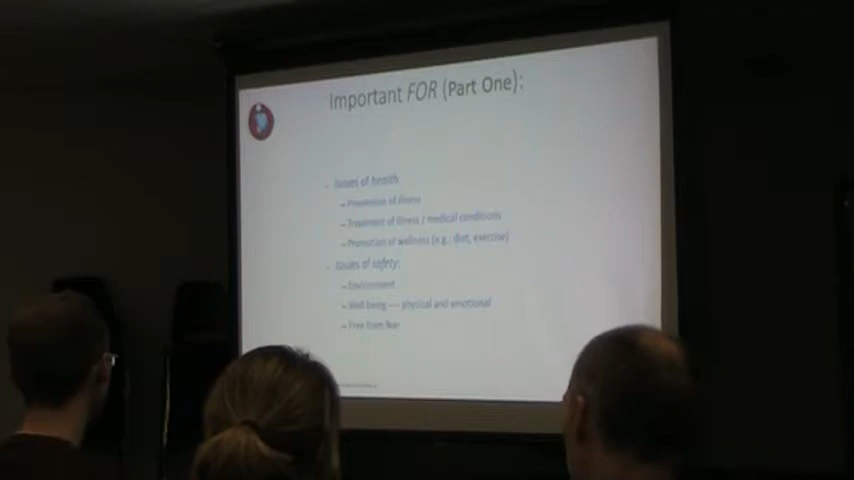 Important FOR (Part One):
- Issues of health
– Prevention of illness
– Treatment of illness / medical conditions
– Promotion of wellness (e.g.: diet, exercise)
- Issues of safety:
– Environment
– Well being ---- physical and emotional
– Free from fear